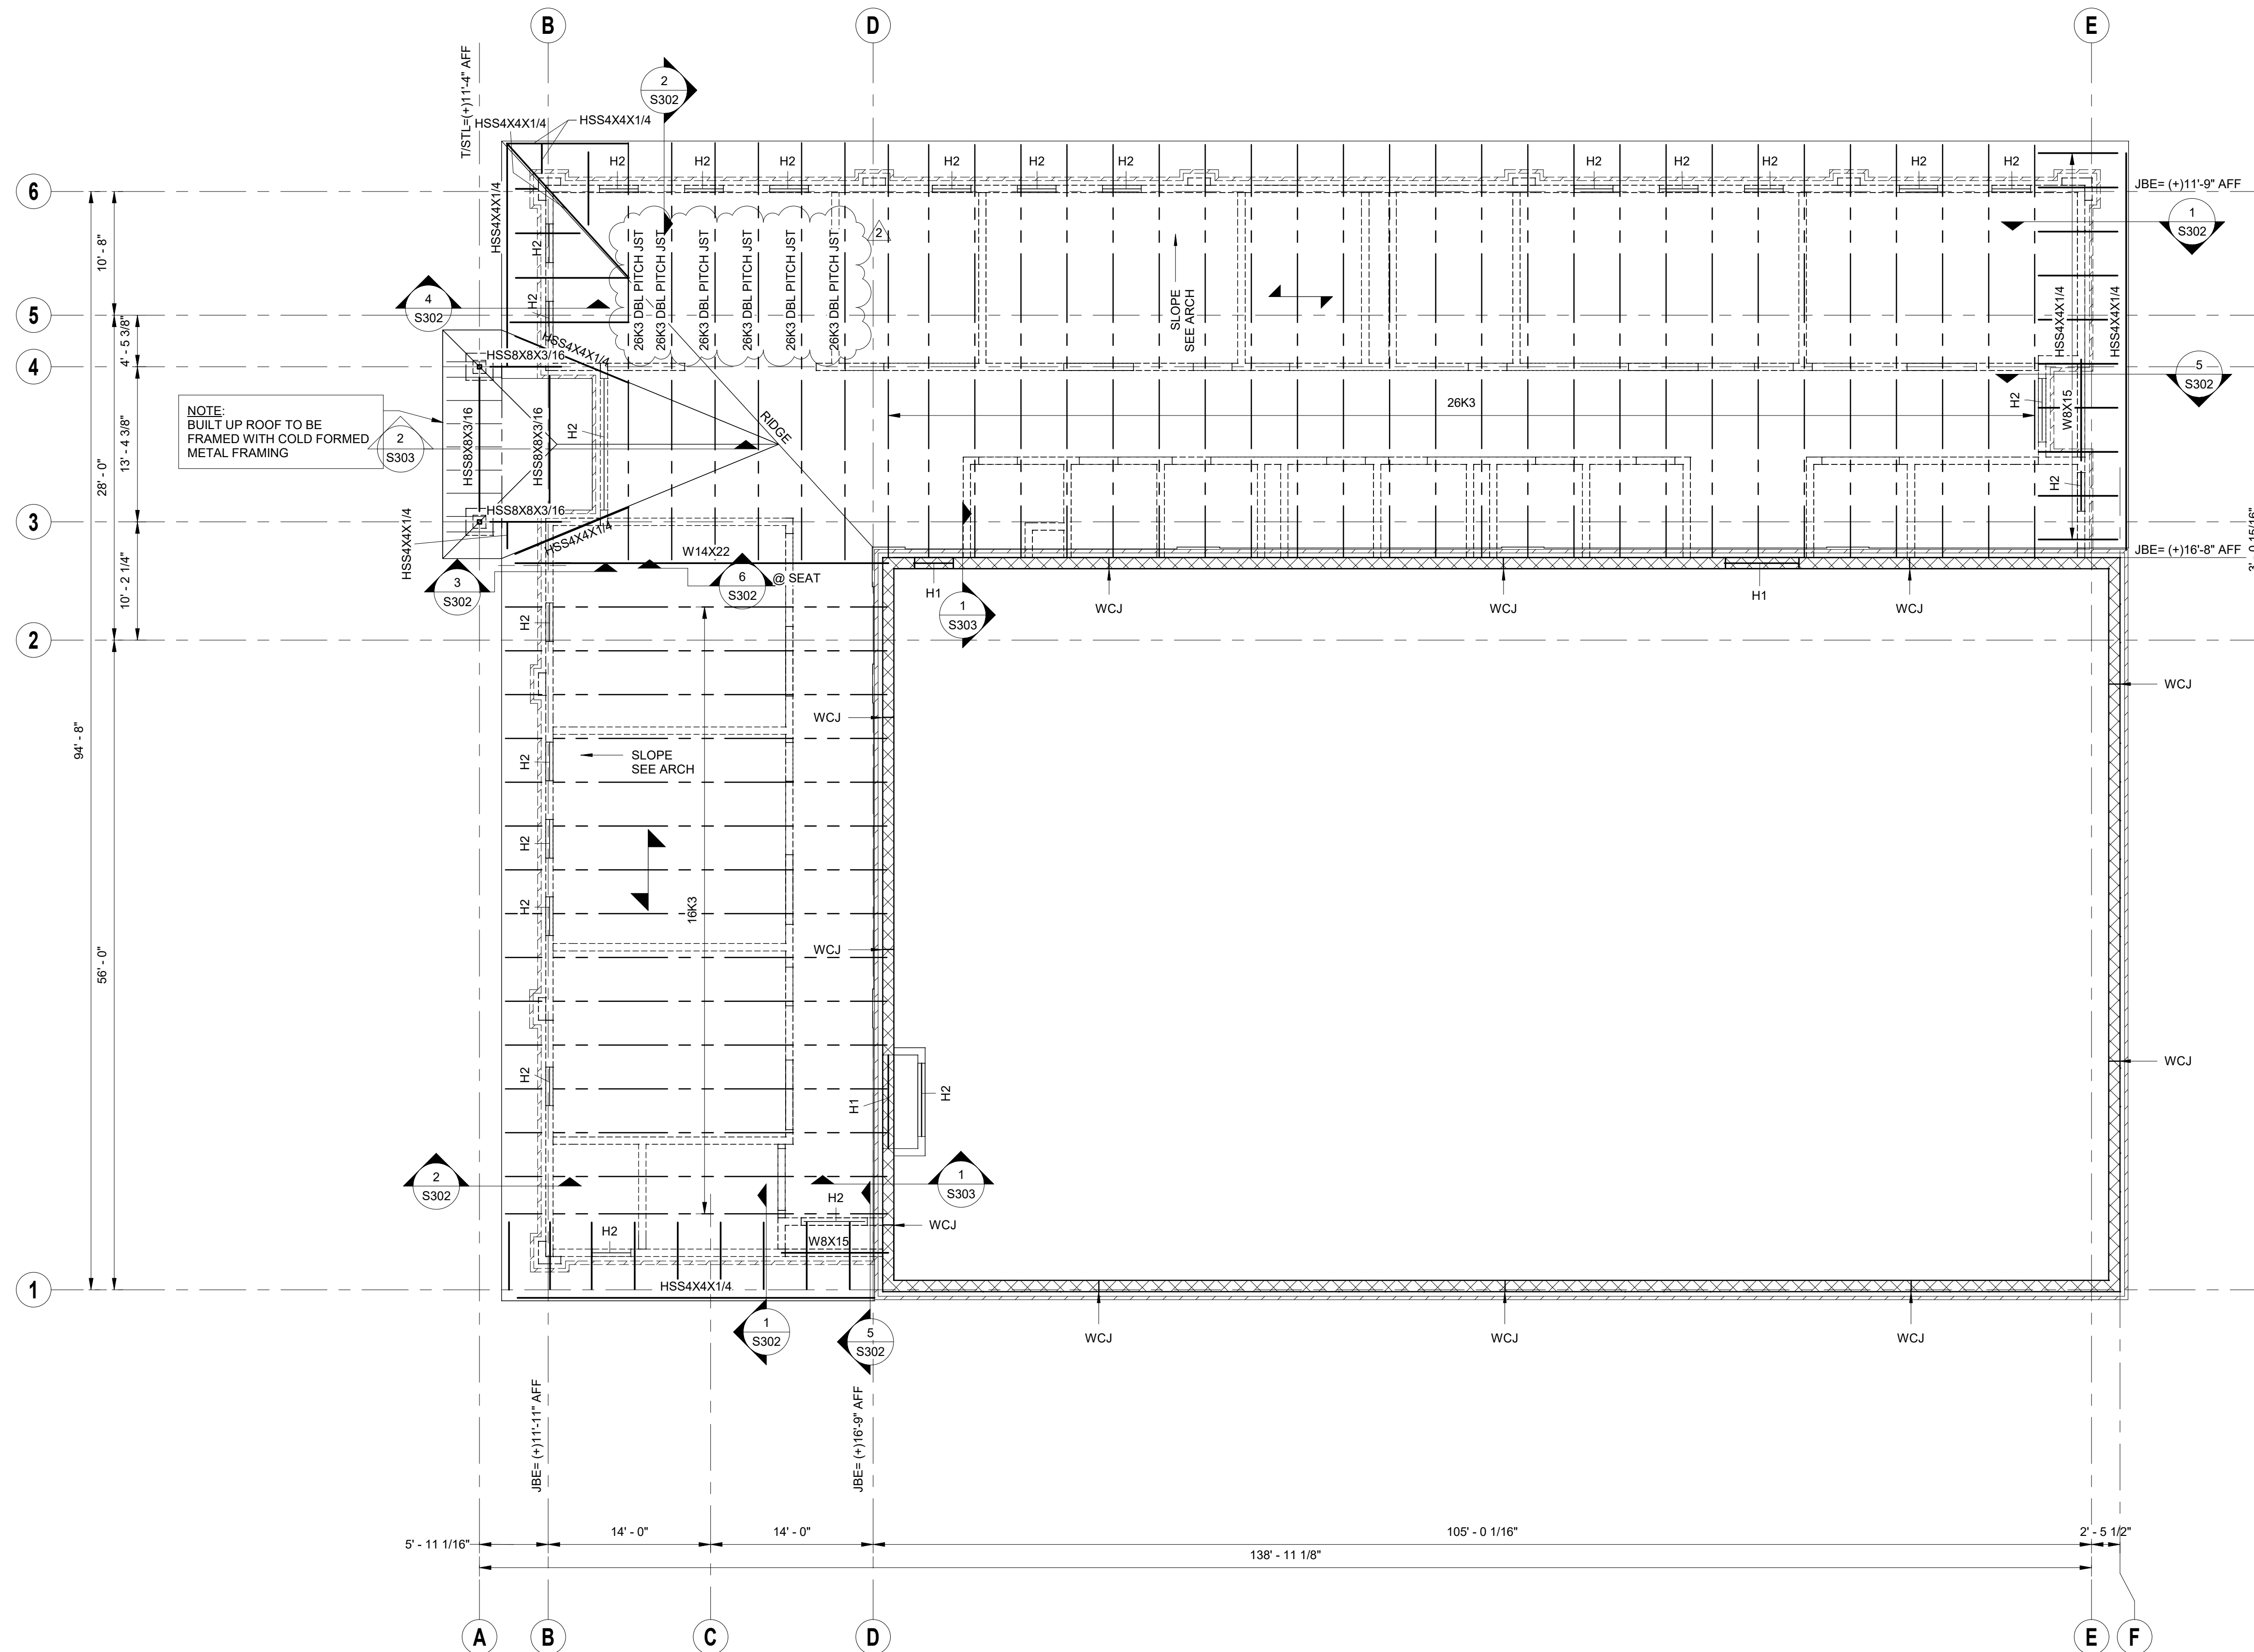 B
D
E
T/STL=(+)11'-4" AFF
2
S302
HSS4X4X1/4
HSS4X4X1/4
HSS4X4X1/4
H2
H2
H2
H2
H2
H2
H2
H2
H2
H2
H2
6
JBE= (+)11'-9" AFF
1
S302
H2
H2
2
26K3 DBL PITCH JST
26K3 DBL PITCH JST
26K3 DBL PITCH JST
26K3 DBL PITCH JST
26K3 DBL PITCH JST
26K3 DBL PITCH JST
SLOPE
SEE ARCH
HSS4X4X1/4
HSS4X4X1/4
10' - 8"
4
S302
5
4' - 5 3/8"
HSS4X4X1/4
HSS8X8X3/16
4
5
S302
NOTE:
BUILT UP ROOF TO BE
FRAMED WITH COLD FORMED
METAL FRAMING
2
S303
HSS8X8X3/16
HSS8X8X3/16
H2
RIDGE
26K3
H2
W8X15
H2
13' - 4 3/8"
28' - 0"
HSS8X8X3/16
3
HSS4X4X1/4
HSS4X4X1/4
W14X22
JBE= (+)16'-8" AFF
3' - 0 15/16"
10' - 2 1/4"
3
S302
6
S302
@ SEAT
H1
1
S303
WCJ
WCJ
H1
WCJ
H2
2
WCJ
WCJ
94' - 8"
H2
SLOPE
SEE ARCH
H2
16K3
H2
WCJ
56' - 0"
WCJ
H2
H1
H2
2
S302
1
S303
H2
WCJ
H2
W8X15
HSS4X4X1/4
1
1
S302
5
S302
WCJ
WCJ
WCJ
JBE= (+)11'-11" AFF
JBE= (+)16'-9" AFF
5' - 11 1/16"
14' - 0"
14' - 0"
105' - 0 1/16"
2' - 5 1/2"
138' - 11 1/8"
A
B
C
D
E
F